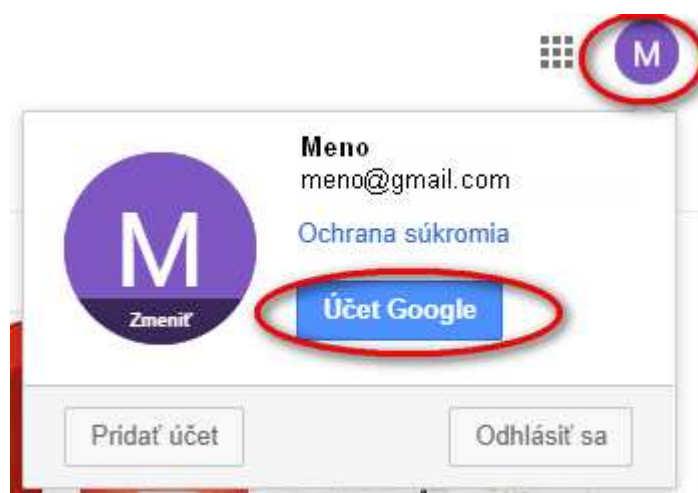 M
Meno
meno@gmail.com
Ochrana súkromia
M
Zmeniť
Účet Google
Pridať účet
Odhlásiť sa